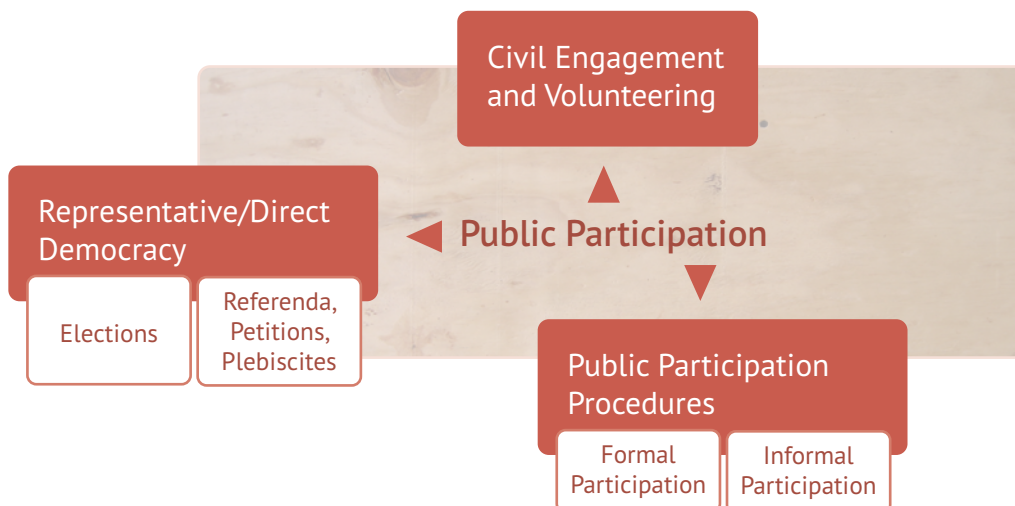 Civil Engagement
and Volunteering
Representative/Direct
Democracy
Elections
Referenda,
Petitions,
Plebiscites
Public Participation
Public Participation
Procedures
Formal
Participation
Informal
Participation